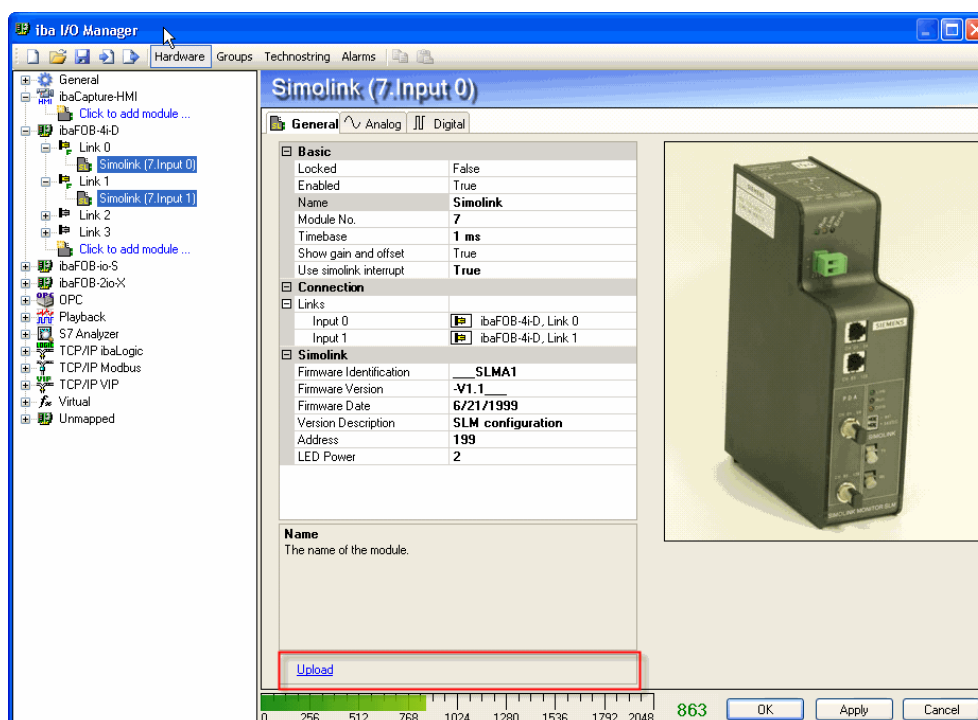 iba I/O Manager
Hardware Groups Technostring Alarms
General
ibaCapture-HMI
Click to add module ...
ibaFOB-4i-D
Link 0
Simolink (7.Input 0)
Link 1
Simolink (7.Input 1)
Link 2
Link 3
Click to add module ...
ibaFOB-io-S
ibaFOB-2io-X
OPC
Playback
S7 Analyzer
TCP/IP ibaLogic
TCP/IP Modbus
TCP/IP VIP
Virtual
Unmapped
Simolink (7.Input 0)
General Analog Digital
Basic
Locked False
Enabled True
Name Simolink
Module No. 7
Timebase 1 ms
Show gain and offset True
Use simolink interrupt True
Connection
Links
Input 0 ibaFOB-4i-D, Link 0
Input 1 ibaFOB-4i-D, Link 1
Simolink
Firmware Identification ___SLMA1
Firmware Version -V1.1___
Firmware Date 6/21/1999
Version Description SLM configuration
Address 199
LED Power 2
Name
The name of the module.
Upload
0 256 512 768 1024 1280 1536 1792 2048
863
OK Apply Cancel
SIEMENS
SIEMENS
PDA
SIMOLINK
SIMOLINK MONITOR SLM